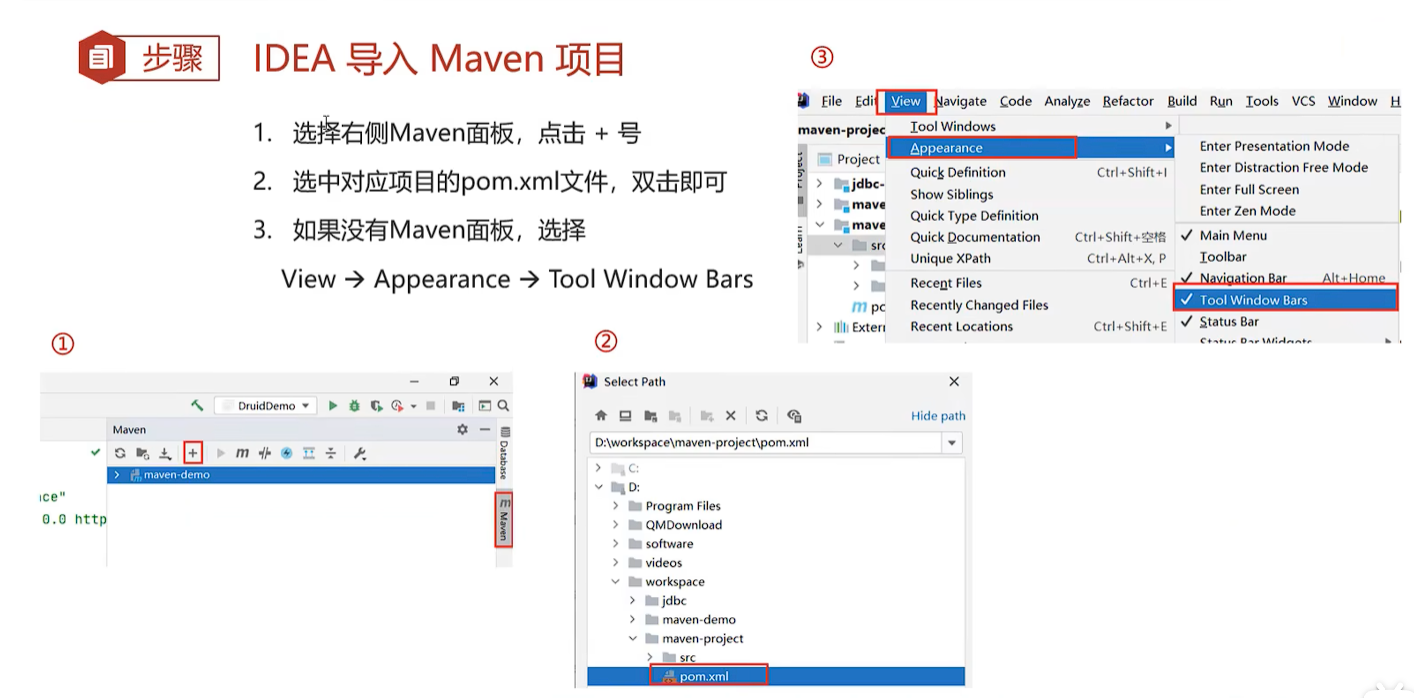 步骤
IDEA 导入 Maven 项目
1. 选择右侧Maven面板，点击 + 号
2. 选中对应项目的pom.xml文件，双击即可
3. 如果没有Maven面板，选择
View → Appearance → Tool Window Bars
③
File Edit View Navigate Code Analyze Refactor Build Run Tools VCS Window H
maven-projec
Project
jdbc-
mave
mave
src
po
Extern
Learn
Tool Windows
Appearance
Quick Definition Ctrl+Shift+I
Show Siblings
Quick Type Definition
Quick Documentation Ctrl+Shift+空格
Unique XPath Ctrl+Alt+X, P
Recent Files Ctrl+E
Recently Changed Files
Recent Locations Ctrl+Shift+E
Enter Presentation Mode
Enter Distraction Free Mode
Enter Full Screen
Enter Zen Mode
Main Menu
Toolbar
Navigation Bar Alt+Home
Tool Window Bars
Status Bar
Status Bar Widgets
①
DruidDemo
Maven
maven-demo
Database
Maven
ce"
0.0 http
②
Select Path
Hide path
D:\workspace\maven-project\pom.xml
C:
D:
Program Files
QMDownload
software
videos
workspace
jdbc
maven-demo
maven-project
src
pom.xml